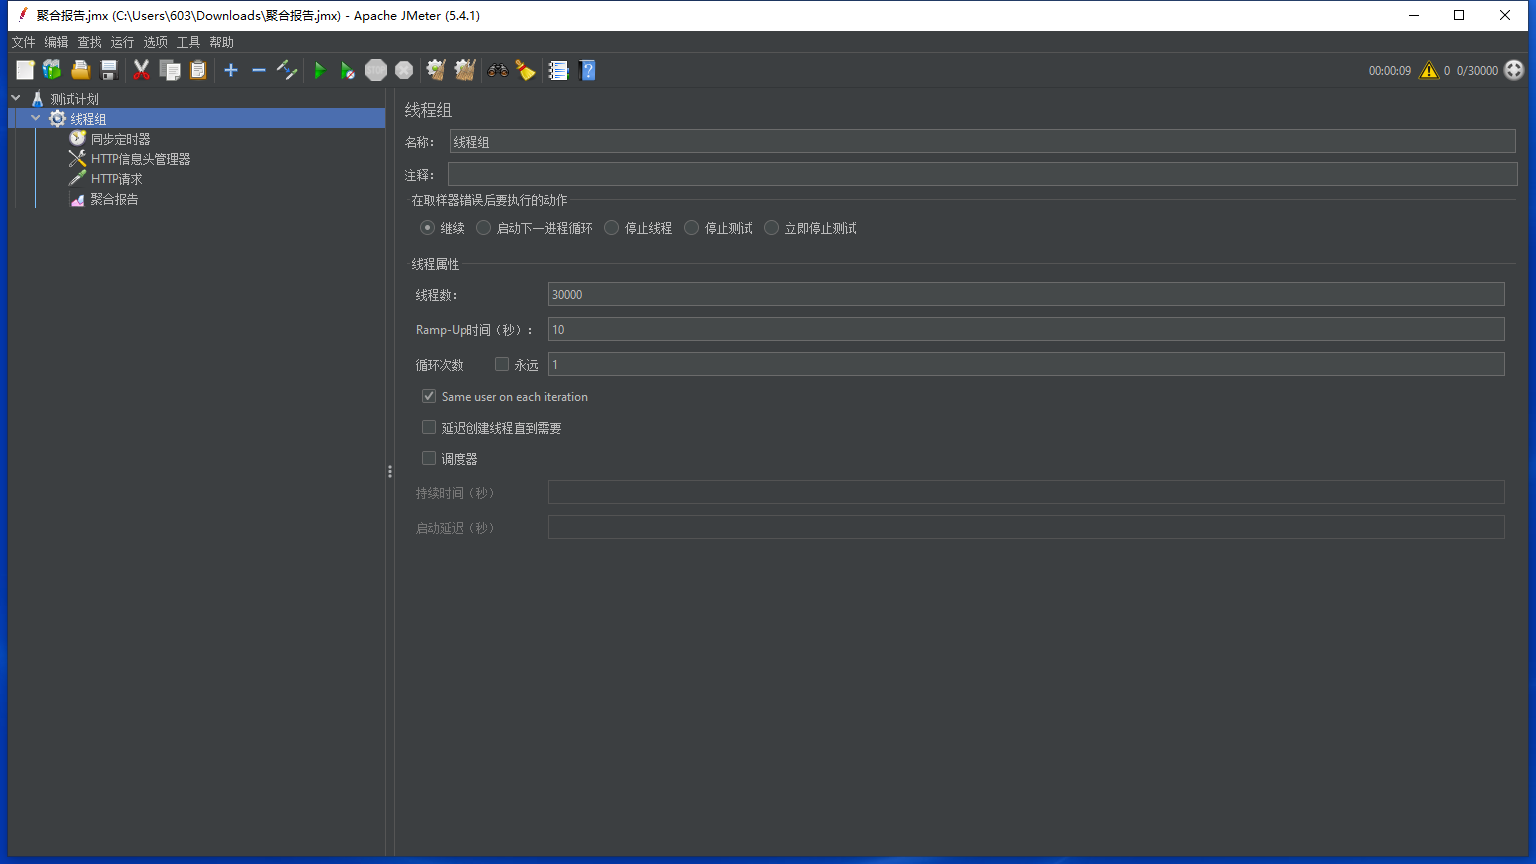 聚合报告.jmx (C:\Users\603\Downloads\聚合报告.jmx) - Apache JMeter (5.4.1)
文件 编辑 查找 运行 选项 工具 帮助
STOP
00:00:09 0 0/30000
测试计划
线程组
同步定时器
HTTP信息头管理器
HTTP请求
聚合报告
线程组
名称： 线程组
注释：
在取样器错误后要执行的动作
继续 启动下一进程循环 停止线程 停止测试 立即停止测试
线程属性
线程数： 30000
Ramp-Up时间（秒）： 10
循环次数 永远 1
Same user on each iteration
延迟创建线程直到需要
调度器
持续时间（秒）
启动延迟（秒）